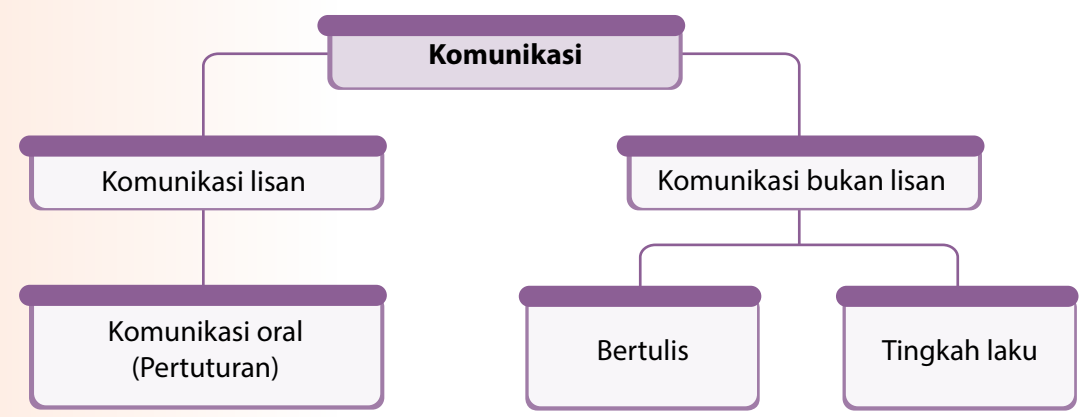 Komunikasi
Komunikasi lisan
Komunikasi bukan lisan
Komunikasi oral
(Pertuturan)
Bertulis
Tingkah laku